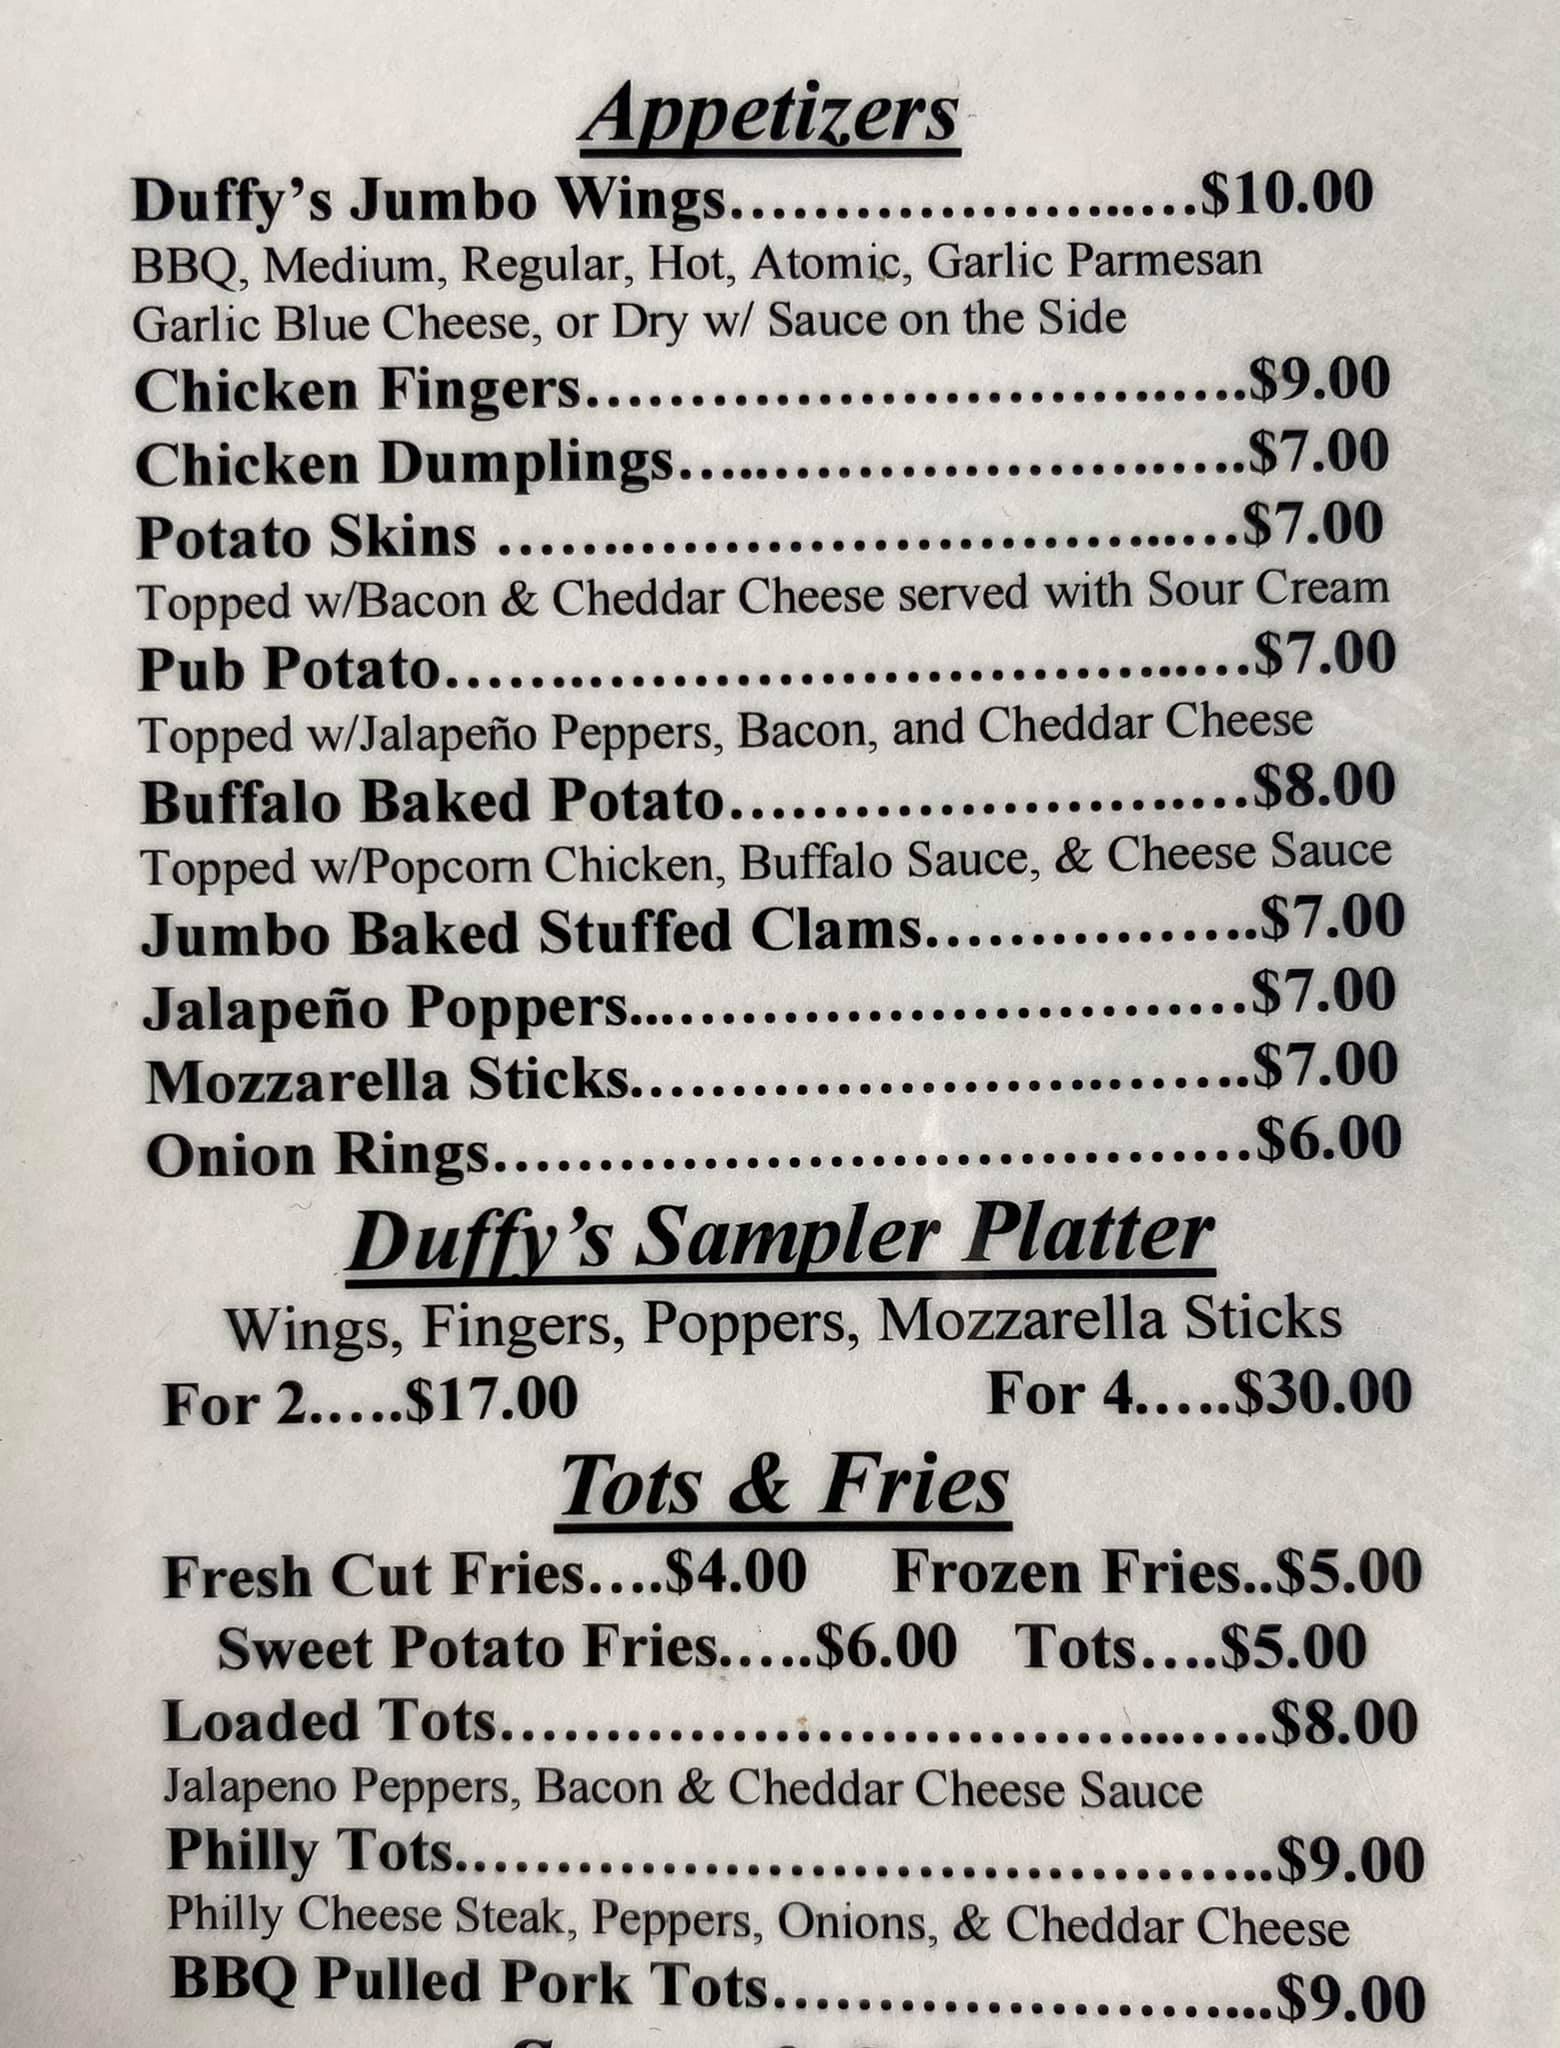 Appetizers
Duffy's Jumbo Wings........................$10.00
BBQ, Medium, Regular, Hot, Atomic, Garlic Parmesan
Garlic Blue Cheese, or Dry w/ Sauce on the Side
Chicken Fingers................................$9.00
Chicken Dumplings...........................$7.00
Potato Skins ....................................$7.00
Topped w/Bacon & Cheddar Cheese served with Sour Cream
Pub Potato.......................................$7.00
Topped w/Jalapeño Peppers, Bacon, and Cheddar Cheese
Buffalo Baked Potato.........................$8.00
Topped w/Popcorn Chicken, Buffalo Sauce, & Cheese Sauce
Jumbo Baked Stuffed Clams................$7.00
Jalapeño Poppers..............................$7.00
Mozzarella Sticks..............................$7.00
Onion Rings.....................................$6.00
Duffy's Sampler Platter
Wings, Fingers, Poppers, Mozzarella Sticks
For 2.....$17.00 For 4.....$30.00
Tots & Fries
Fresh Cut Fries....$4.00 Frozen Fries..$5.00
Sweet Potato Fries.....$6.00 Tots....$5.00
Loaded Tots......................................$8.00
Jalapeno Peppers, Bacon & Cheddar Cheese Sauce
Philly Tots........................................$9.00
Philly Cheese Steak, Peppers, Onions, & Cheddar Cheese
BBQ Pulled Pork Tots.........................$9.00